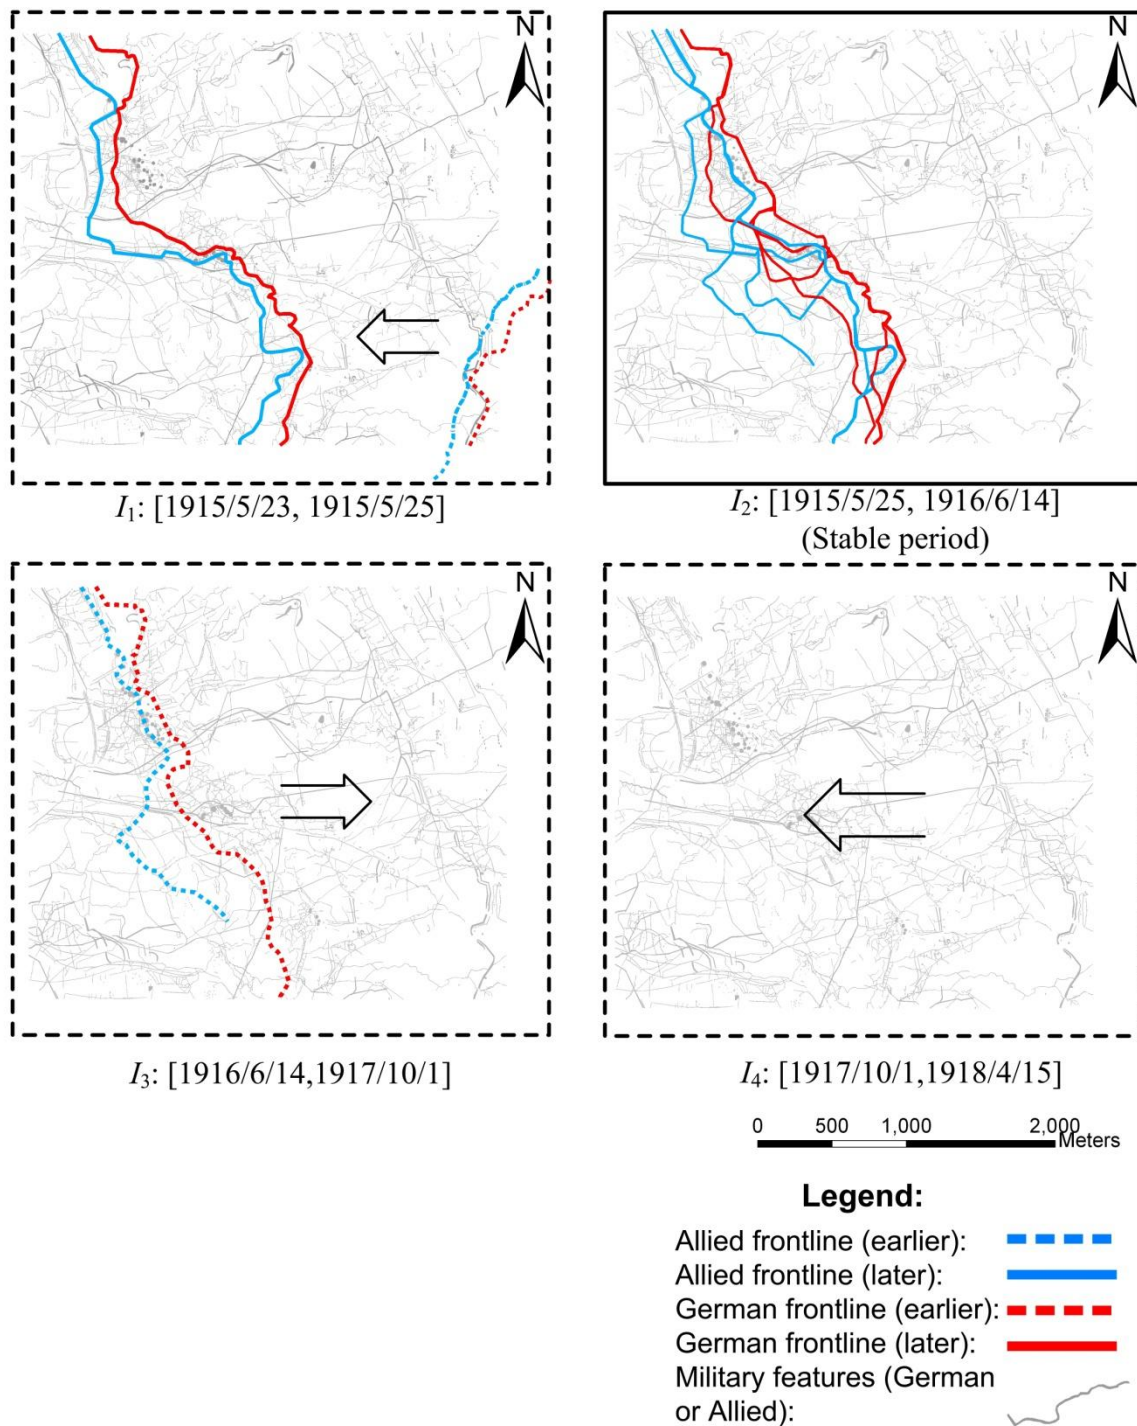 N
N
I1: [1915/5/23, 1915/5/25]
I2: [1915/5/25, 1916/6/14]
(Stable period)
N
N
I3: [1916/6/14,1917/10/1]
I4: [1917/10/1,1918/4/15]
0 500 1,000 2,000
Meters
Legend:
Allied frontline (earlier):
Allied frontline (later):
German frontline (earlier):
German frontline (later):
Military features (German
or Allied):